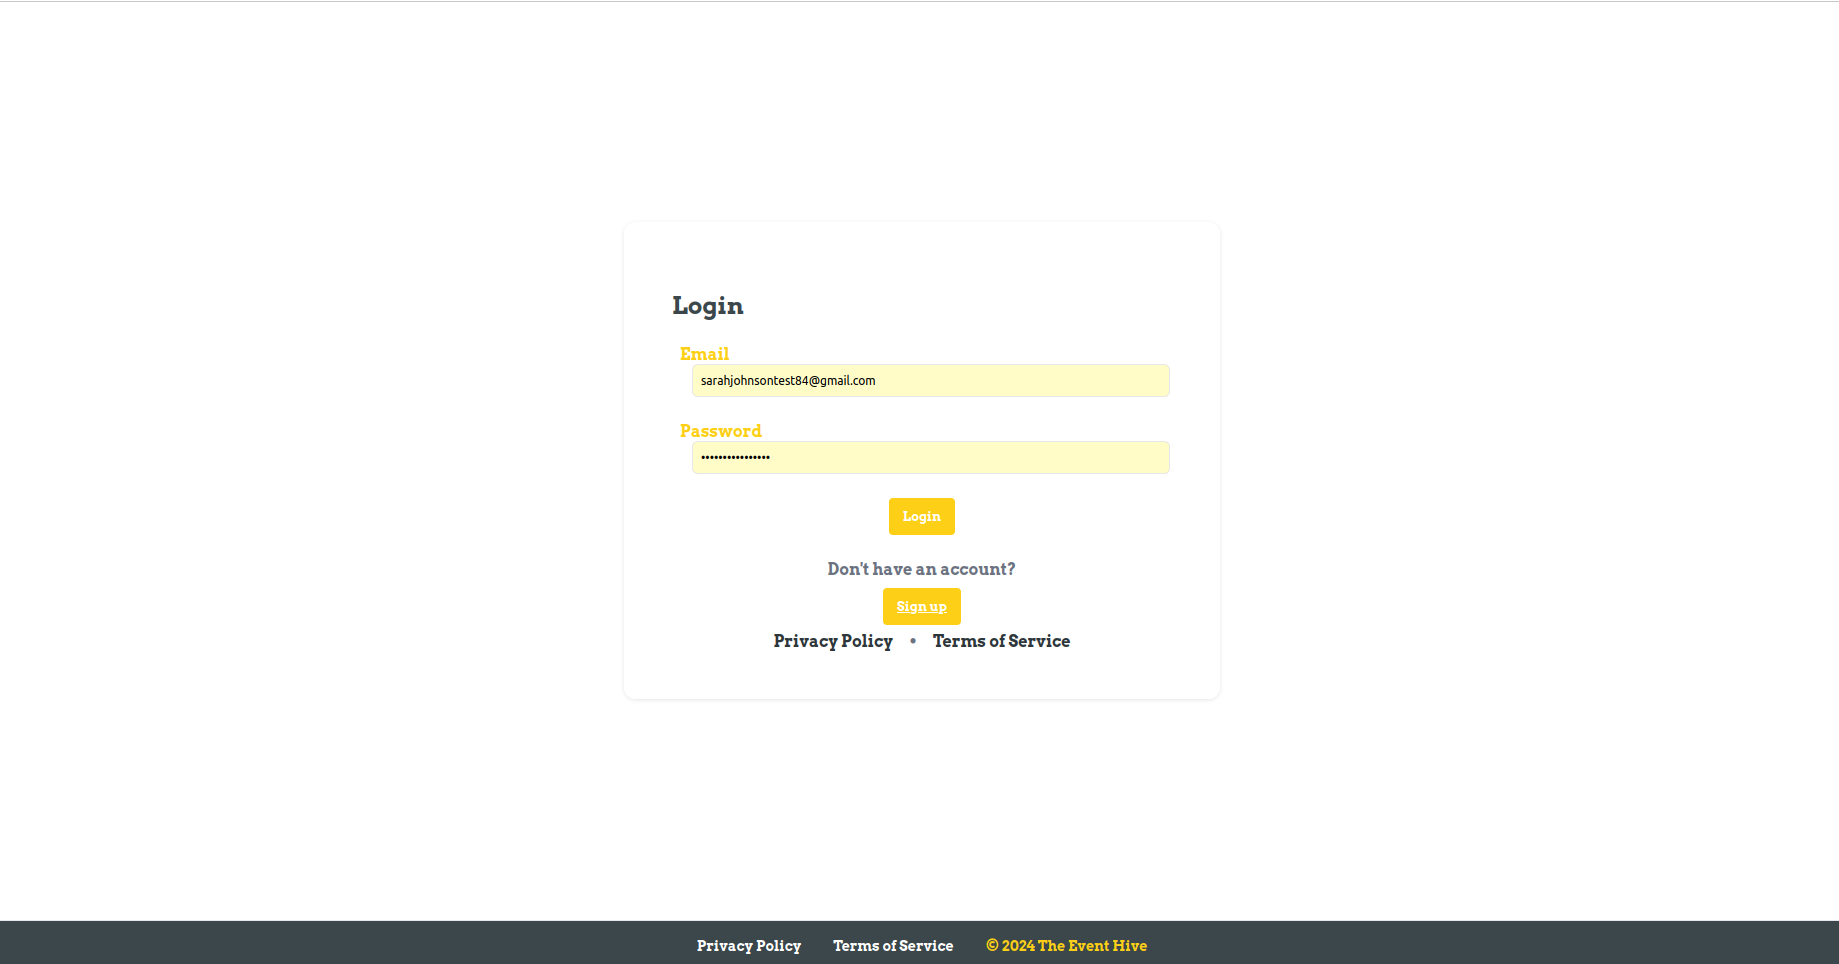 Login
Email
sarahjohnsontest84@gmail.com
Password
••••••••••••••••
Login
Don't have an account?
Sign up
Privacy Policy • Terms of Service
Privacy Policy Terms of Service © 2024 The Event Hive